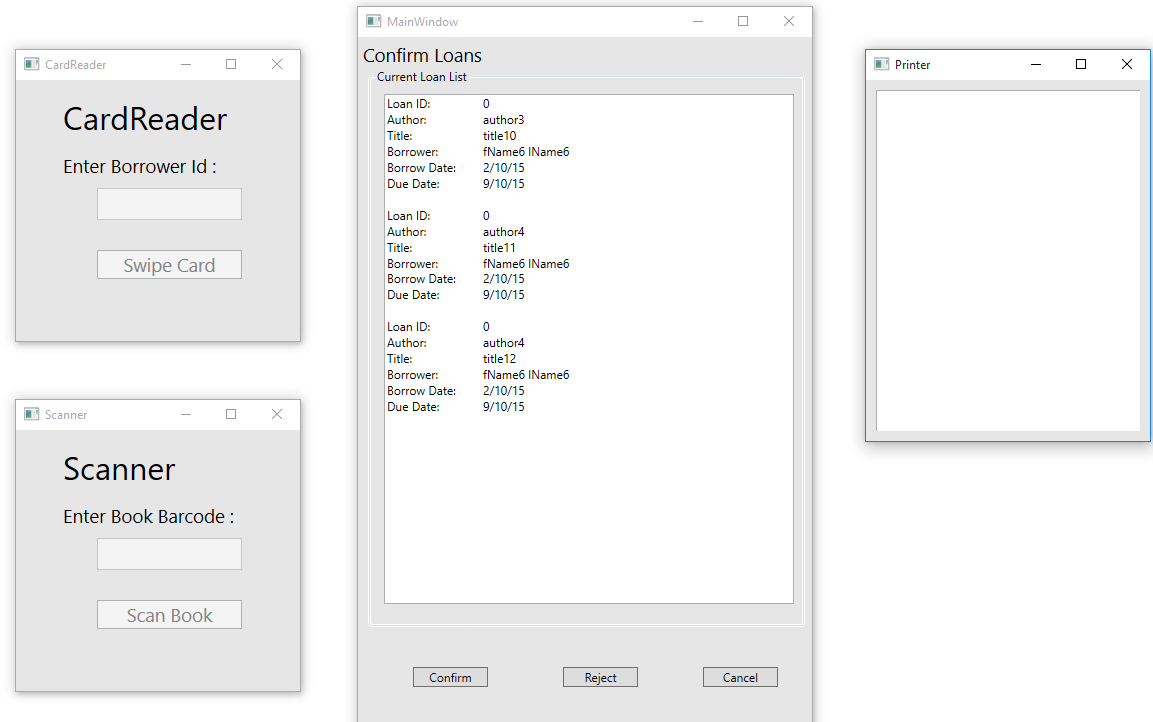 CardReader
CardReader
Enter Borrower Id :
Swipe Card
Scanner
Scanner
Enter Book Barcode :
Scan Book
MainWindow
Confirm Loans
Current Loan List
Loan ID: 0
Author: author3
Title: title10
Borrower: fName6 lName6
Borrow Date: 2/10/15
Due Date: 9/10/15
Loan ID: 0
Author: author4
Title: title11
Borrower: fName6 lName6
Borrow Date: 2/10/15
Due Date: 9/10/15
Loan ID: 0
Author: author4
Title: title12
Borrower: fName6 lName6
Borrow Date: 2/10/15
Due Date: 9/10/15
Confirm Reject Cancel
Printer